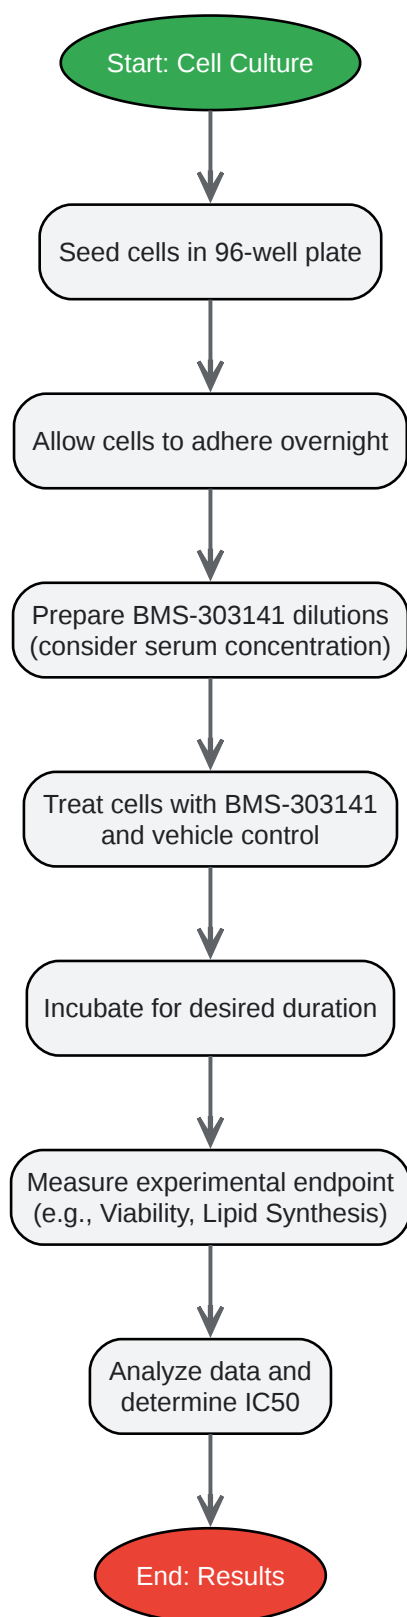 Start: Cell Culture
Seed cells in 96-well plate
Allow cells to adhere overnight
Prepare BMS-303141 dilutions
(consider serum concentration)
Treat cells with BMS-303141
and vehicle control
Incubate for desired duration
Measure experimental endpoint
(e.g., Viability, Lipid Synthesis)
Analyze data and
determine IC50
End: Results